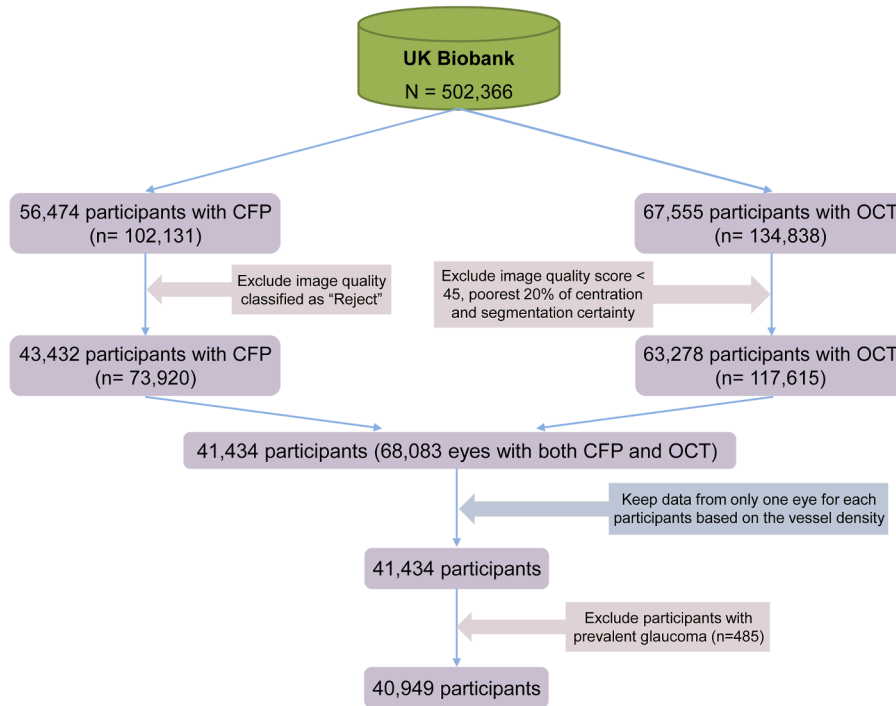 UK Biobank
N = 502,366
56,474 participants with CFP
(n= 102,131)
67,555 participants with OCT
(n= 134,838)
Exclude image quality
classified as “Reject”
Exclude image quality score <
45, poorest 20% of centration
and segmentation certainty
43,432 participants with CFP
(n= 73,920)
63,278 participants with OCT
(n= 117,615)
41,434 participants (68,083 eyes with both CFP and OCT)
Keep data from only one eye for each
participants based on the vessel density
41,434 participants
Exclude participants with
prevalent glaucoma (n=485)
40,949 participants